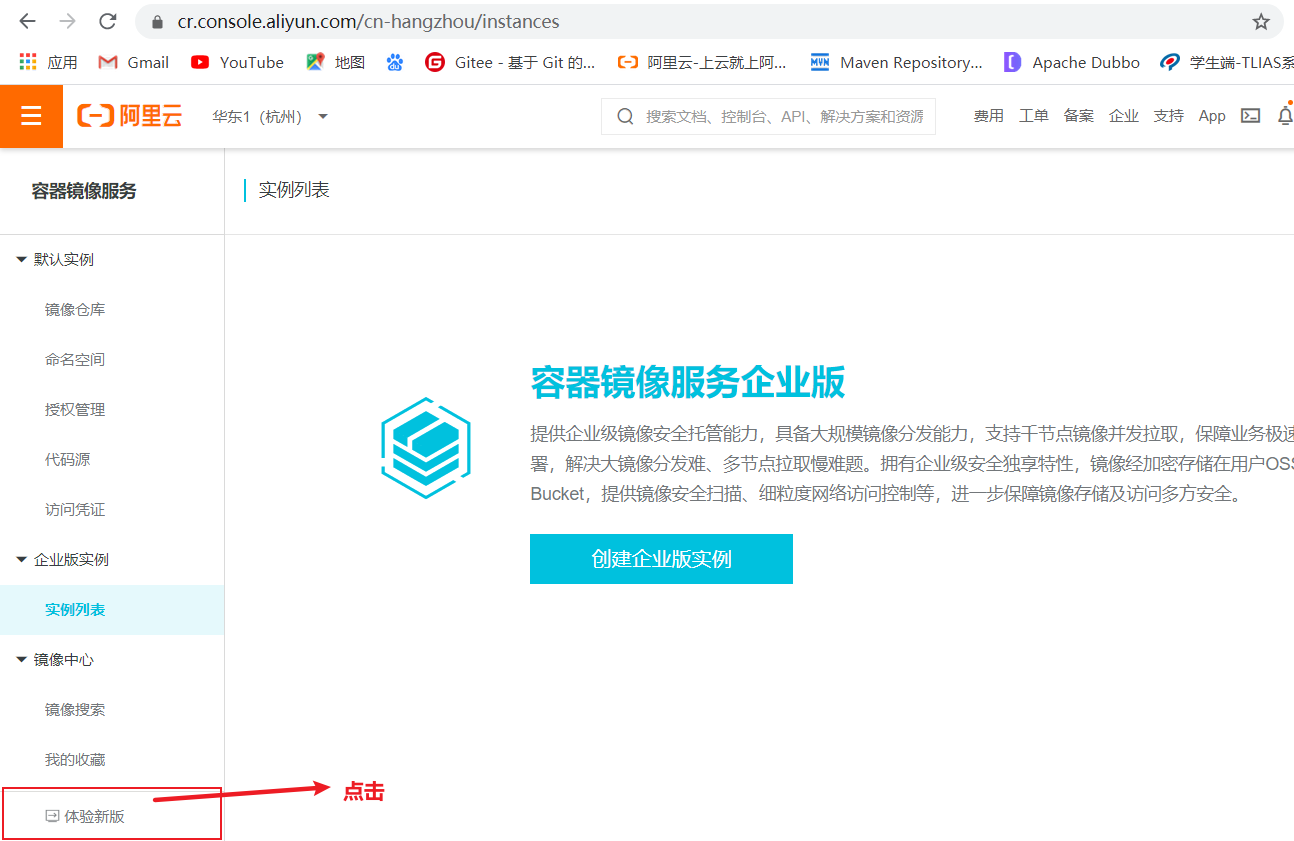 cr.console.aliyun.com/cn-hangzhou/instances
应用 Gmail YouTube 地图 Gitee - 基于 Git 的... 阿里云-上云就上阿... Maven Repository... Apache Dubbo 学生端-TLIAS系
阿里云 华东1（杭州） 搜索文档、控制台、API、解决方案和资源 费用 工单 备案 企业 支持 App
容器镜像服务
实例列表
默认实例
镜像仓库
命名空间
授权管理
代码源
访问凭证
企业版实例
实例列表
镜像中心
镜像搜索
我的收藏
体验新版
点击
容器镜像服务企业版
提供企业级镜像安全托管能力，具备大规模镜像分发能力，支持千节点镜像并发拉取，保障业务极速
署，解决大镜像分发难、多节点拉取慢难题。拥有企业级安全独享特性，镜像经加密存储在用户OSS
Bucket，提供镜像安全扫描、细粒度网络访问控制等，进一步保障镜像存储及访问多方安全。
创建企业版实例